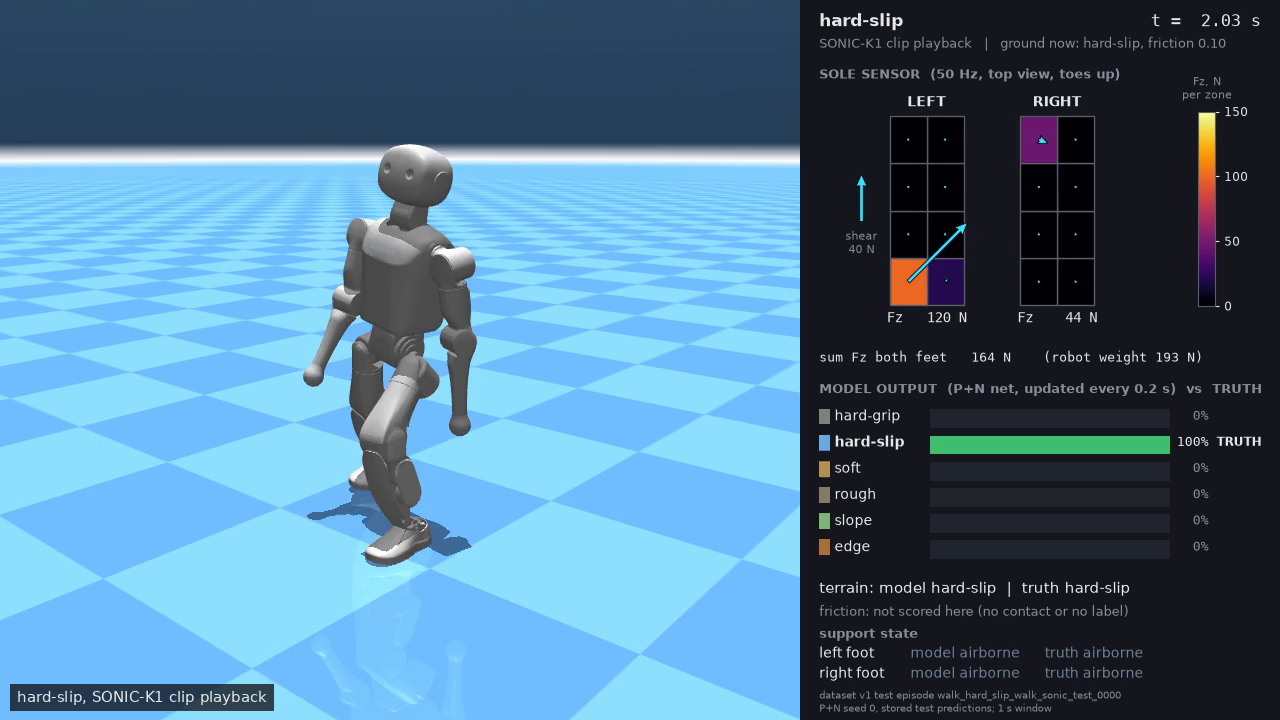 hard-slip
t = 2.03 s
SONIC-K1 clip playback | ground now: hard-slip, friction 0.10
SOLE SENSOR (50 Hz, top view, toes up)
Fz, N
per zone
LEFT
RIGHT
150
100
50
0
shear
40 N
Fz 120 N
Fz 44 N
sum Fz both feet 164 N (robot weight 193 N)
MODEL OUTPUT (P+N net, updated every 0.2 s) vs TRUTH
hard-grip 0%
hard-slip 100% TRUTH
soft 0%
rough 0%
slope 0%
edge 0%
terrain: model hard-slip | truth hard-slip
friction: not scored here (no contact or no label)
support state
left foot model airborne truth airborne
right foot model airborne truth airborne
dataset v1 test episode walk_hard_slip_walk_sonic_test_0000
P+N seed 0, stored test predictions; 1 s window
hard-slip, SONIC-K1 clip playback